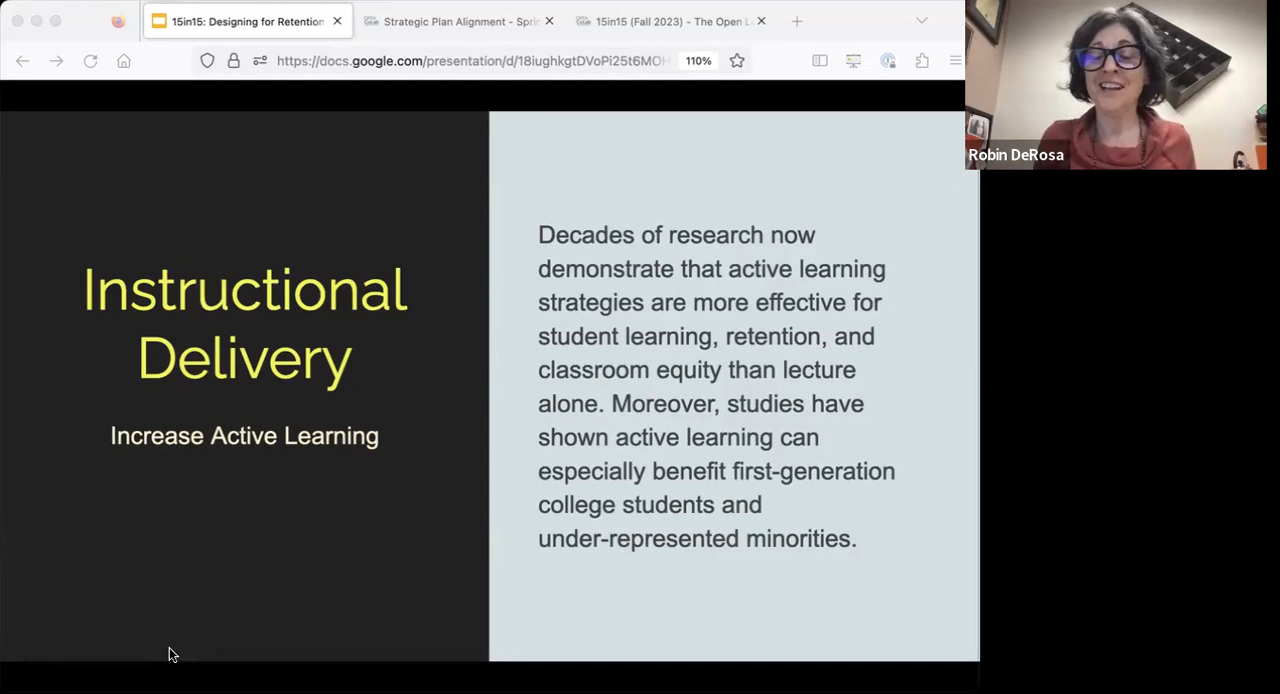 15in15: Designing for Retention
Strategic Plan Alignment - Sprin
15in15 (Fall 2023) - The Open L
https://docs.google.com/presentation/d/18iughkgtDVoPi25t6MOH
110%
Robin DeRosa
Instructional
Delivery
Increase Active Learning
Decades of research now
demonstrate that active learning
strategies are more effective for
student learning, retention, and
classroom equity than lecture
alone. Moreover, studies have
shown active learning can
especially benefit first-generation
college students and
under-represented minorities.